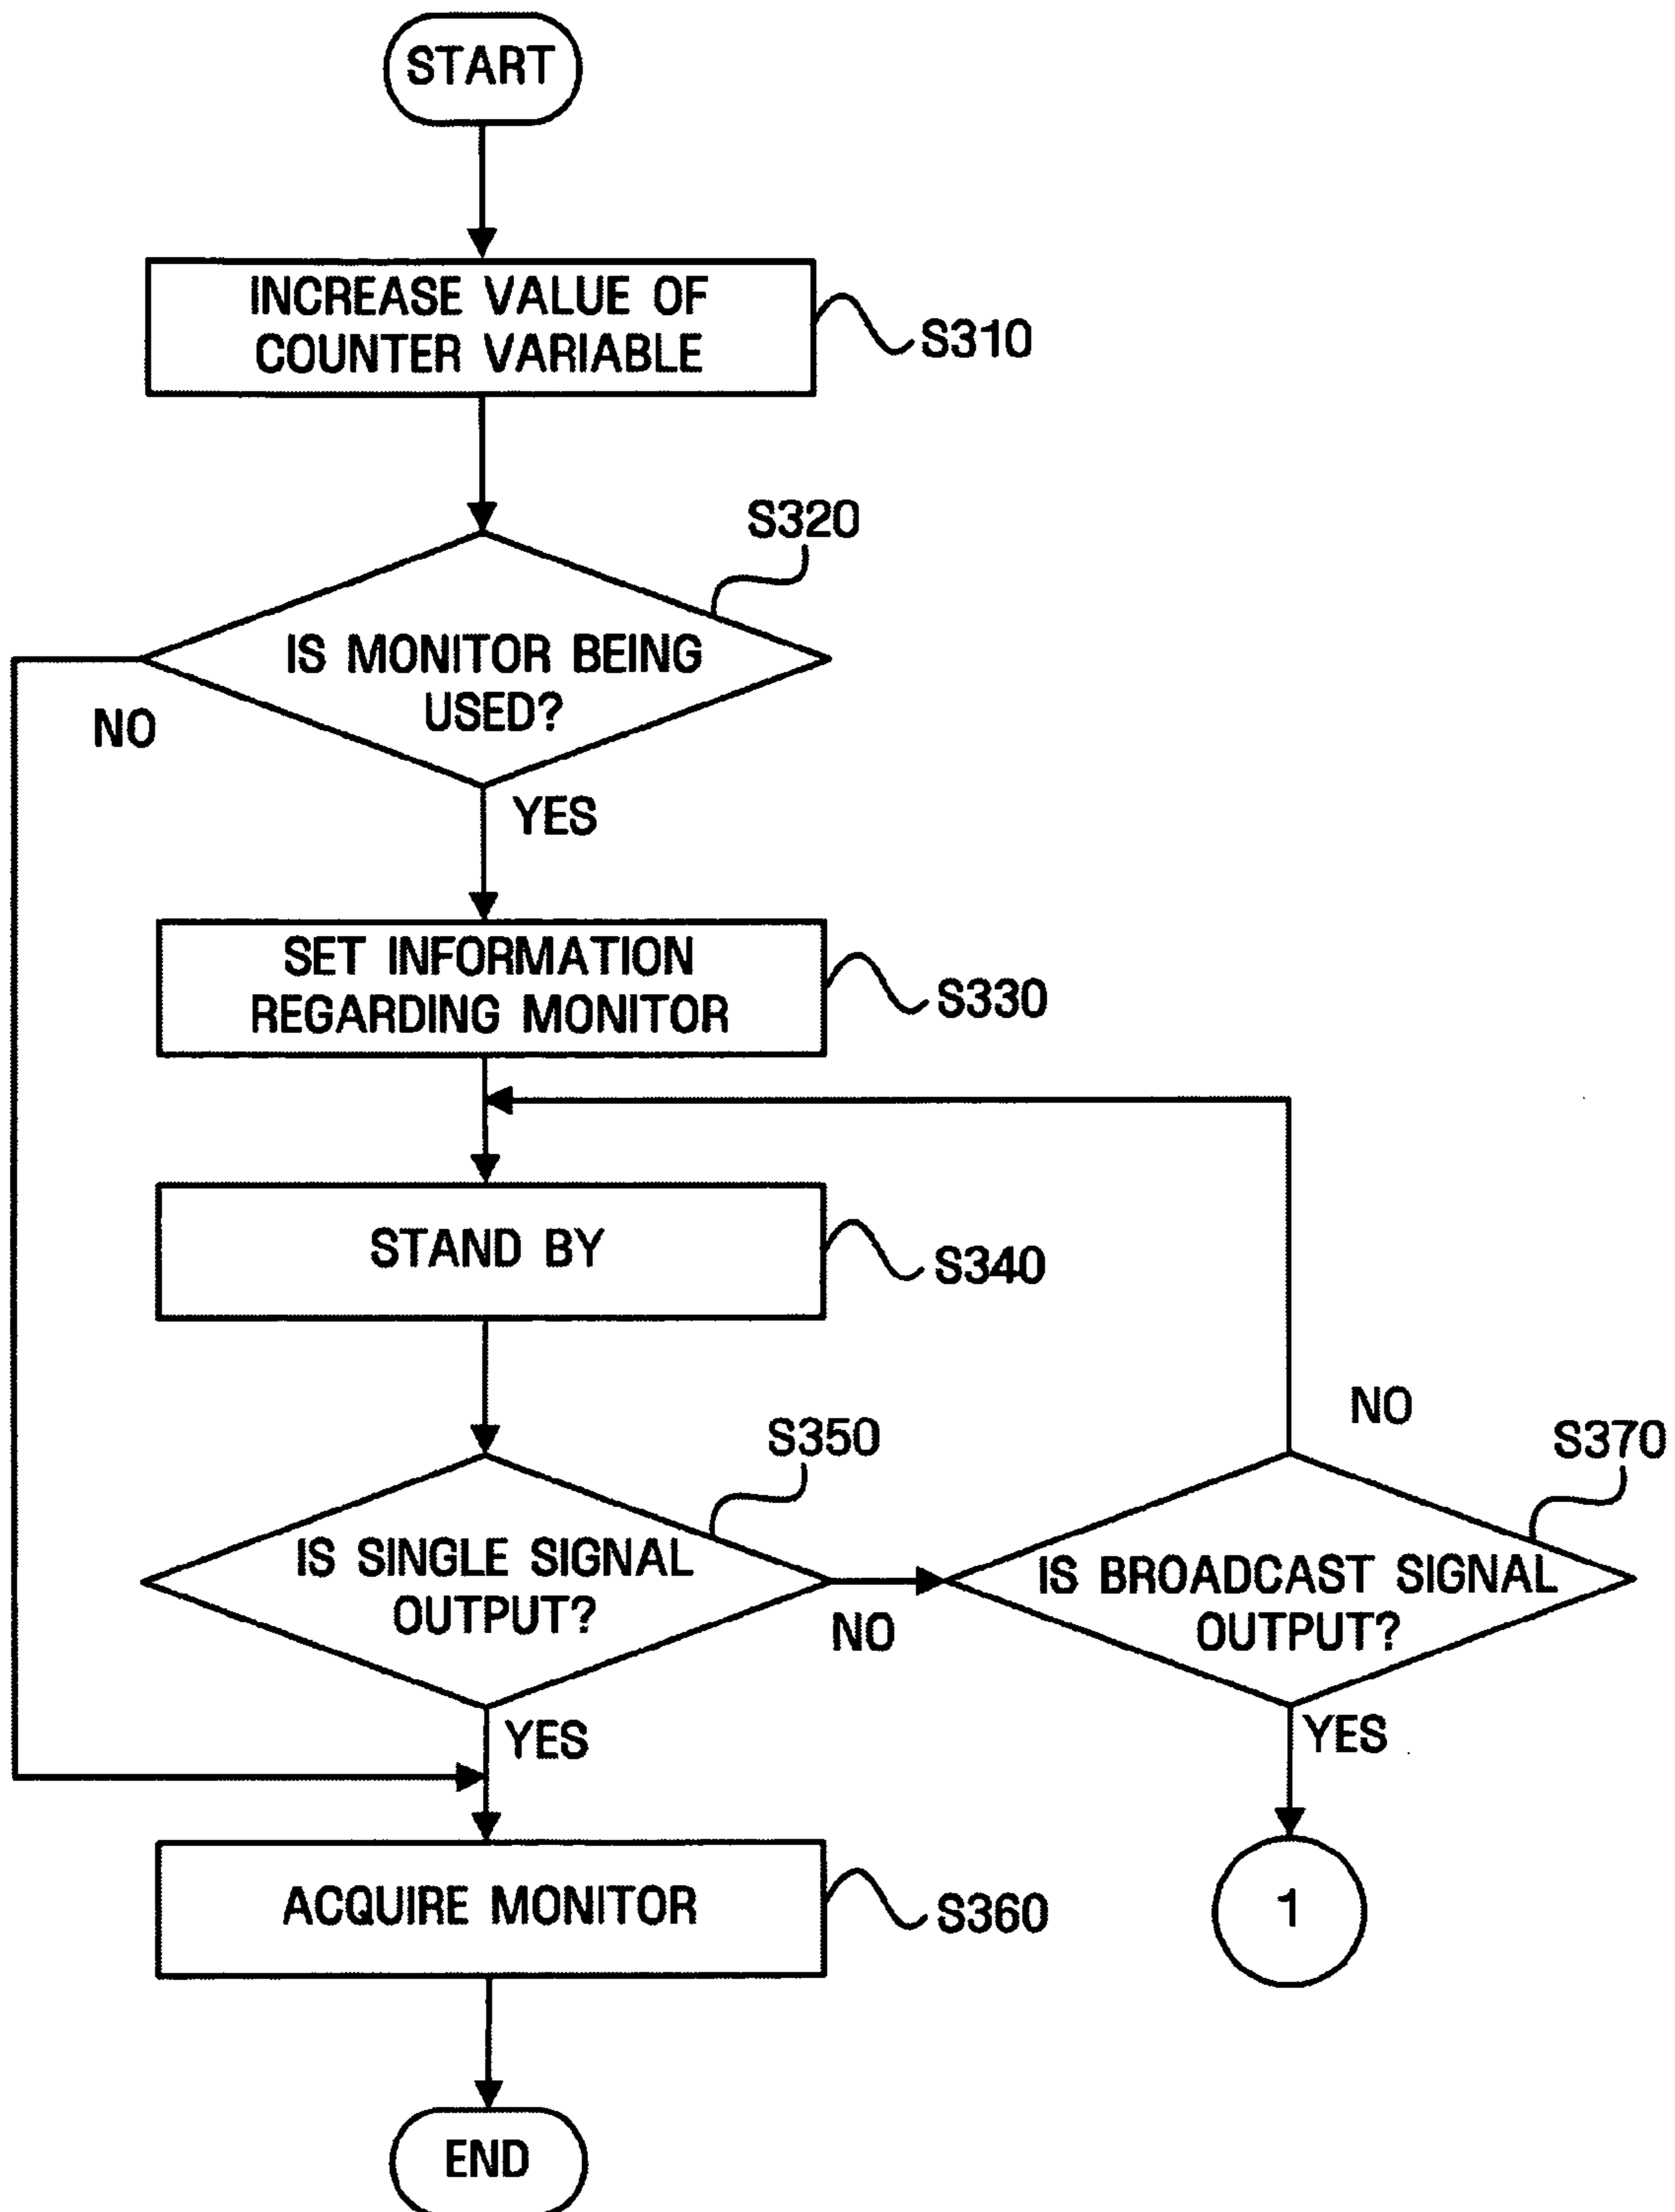 START
INCREASE VALUE OF
COUNTER VARIABLE
S310
S320
IS MONITOR BEING
USED?
NO
YES
SET INFORMATION
REGARDING MONITOR
S330
STAND BY
S340
NO
S350
S370
IS SINGLE SIGNAL
OUTPUT?
NO
IS BROADCAST SIGNAL
OUTPUT?
YES
YES
ACQUIRE MONITOR
S360
1
END